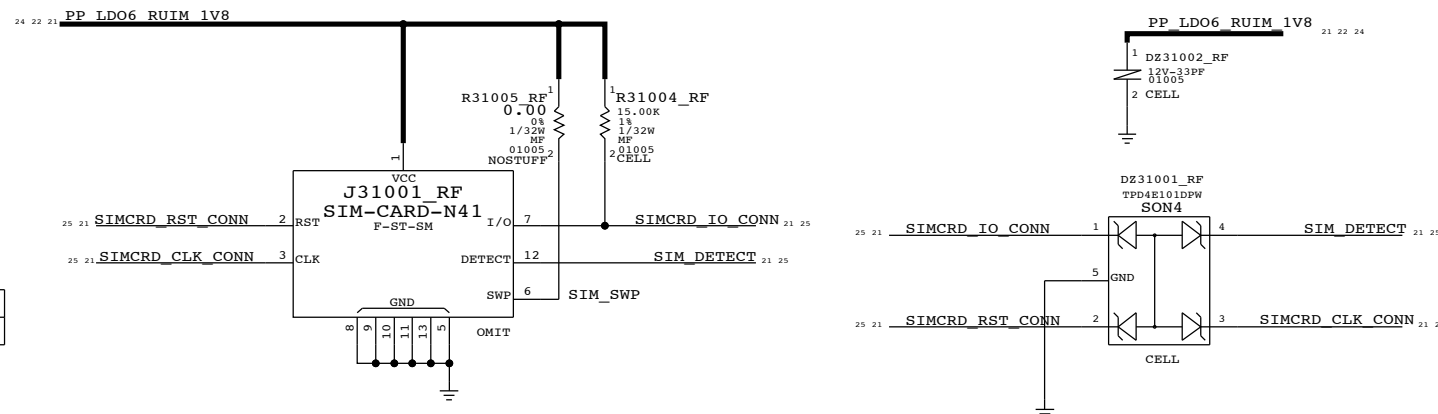 24 22 21 PP_LDO6_RUIM_1V8
1
R31005_RF
0.00
0%
1/32W
MF
01005
NOSTUFF
2
1
R31004_RF
15.00K
1%
1/32W
MF
01005
CELL
2
1
VCC
J31001_RF
SIM-CARD-N41
F-ST-SM
25 21 SIMCRD_RST_CONN 2 RST
I/O 7 SIMCRD_IO_CONN 21 25
25 21 SIMCRD_CLK_CONN 3 CLK
DETECT 12 SIM_DETECT 21 25
SWP 6 SIM_SWP
GND
OMIT
8 9 10 11 13 5
PP_LDO6_RUIM_1V8 21 22 24
1
DZ31002_RF
12V-33PF
01005
2 CELL
DZ31001_RF
TPD4E101DPW
SON4
25 21 SIMCRD_IO_CONN 1
4 SIM_DETECT 21 25
5 GND
25 21 SIMCRD_RST_CONN 2
3 SIMCRD_CLK_CONN 21
CELL